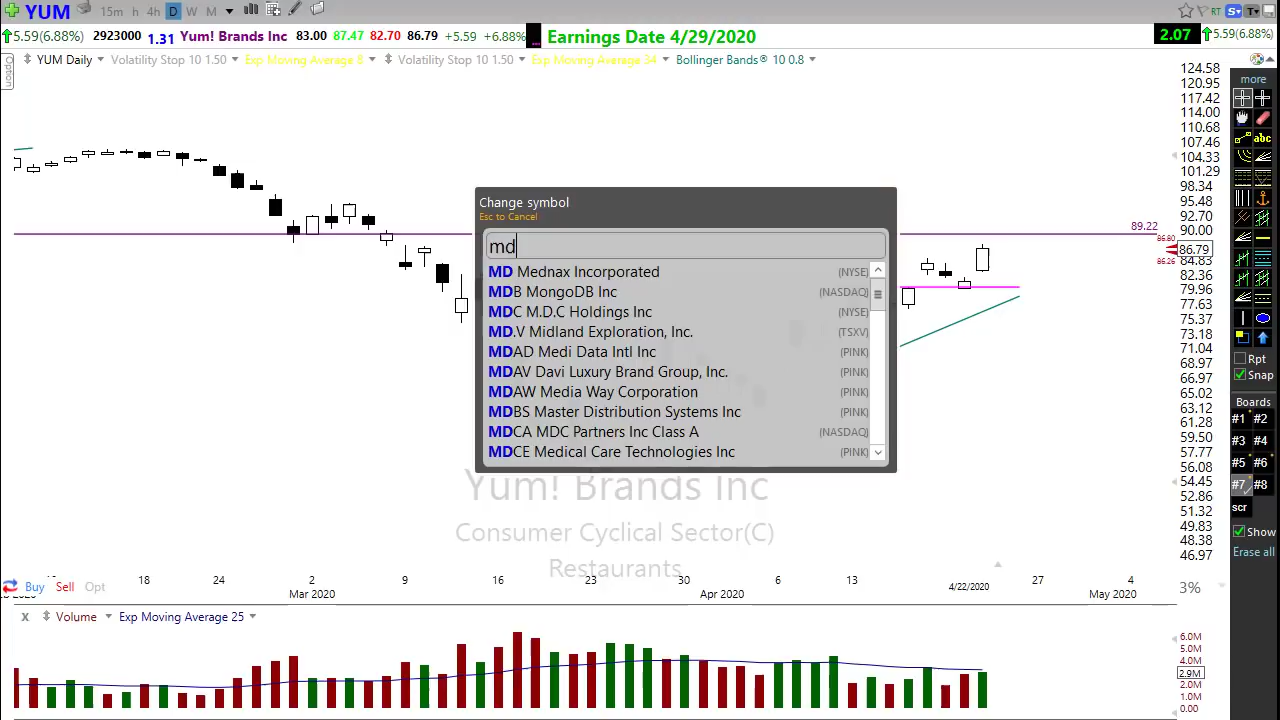 YUM 15m h 4h D W M RT S T
5.59(6.88%) 2923000 1.31 Yum! Brands Inc 83.00 87.47 82.70 86.79 +5.59 +6.88% Earnings Date 4/29/2020 2.07 5.59(6.88%)
Option
YUM Daily Volatility Stop 10 1.50 Exp Moving Average 8 Volatility Stop 10 1.50 Exp Moving Average 34 Bollinger Bands® 10 0.8
124.58
120.95
117.42
114.00
110.68
107.46
104.33
101.29
98.34
95.48
92.70
90.00
86.79
84.83
82.36
79.96
77.63
75.37
73.18
71.04
68.97
66.97
65.02
63.12
61.28
59.50
57.77
56.08
54.45
52.86
51.32
49.83
48.38
46.97
89.22
86.80
86.26
Change symbol
Esc to Cancel
md
MD Mednax Incorporated (NYSE)
MDB MongoDB Inc (NASDAQ)
MDC M.D.C Holdings Inc (NYSE)
MD.V Midland Exploration, Inc. (TSXV)
MDAD Medi Data Intl Inc (PINK)
MDAV Davi Luxury Brand Group, Inc. (PINK)
MDAW Media Way Corporation (PINK)
MDBS Master Distribution Systems Inc (PINK)
MDCA MDC Partners Inc Class A (NASDAQ)
MDCE Medical Care Technologies Inc (PINK)
Yum! Brands Inc
Consumer Cyclical Sector(C)
Restaurants
more
abc
Rpt
Snap
Boards
#1 #2
#3 #4
#5 #6
#7 #8
scr
Show
Erase all
Buy Sell Opt
18 24 2 9 16 23 30 6 13 4/22/2020 27 4 3%
Mar 2020 Apr 2020 May 2020
x Volume Exp Moving Average 25
6.0M
5.0M
4.0M
2.9M
2.0M
1.0M
0.00